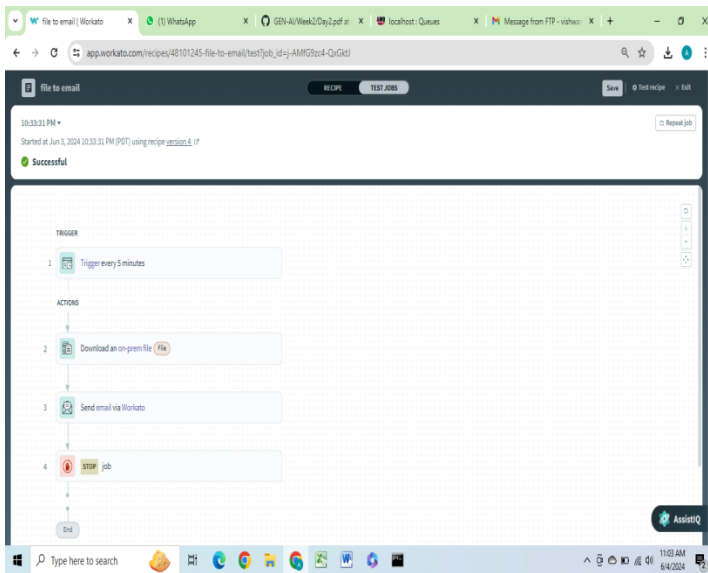 file to email | Workato
(1) WhatsApp
GEN-AI/Week2/Day2.pdf at
localhost : Queues
Message from FTP - vishwa
app.workato.com/recipes/48101245-file-to-email/test?job_id=j-AMfG9zc4-QxGktJ
file to email
RECIPE TEST JOBS
Save Test recipe Exit
10:33:31 PM
Repeat job
Started at Jun 3, 2024 10:33:31 PM (PDT) using recipe version 4
Successful
TRIGGER
1 Trigger every 5 minutes
ACTIONS
2 Download an on-prem file File
3 Send email via Workato
4 STOP job
End
AssistIQ
Type here to search
11:03 AM
6/4/2024
2